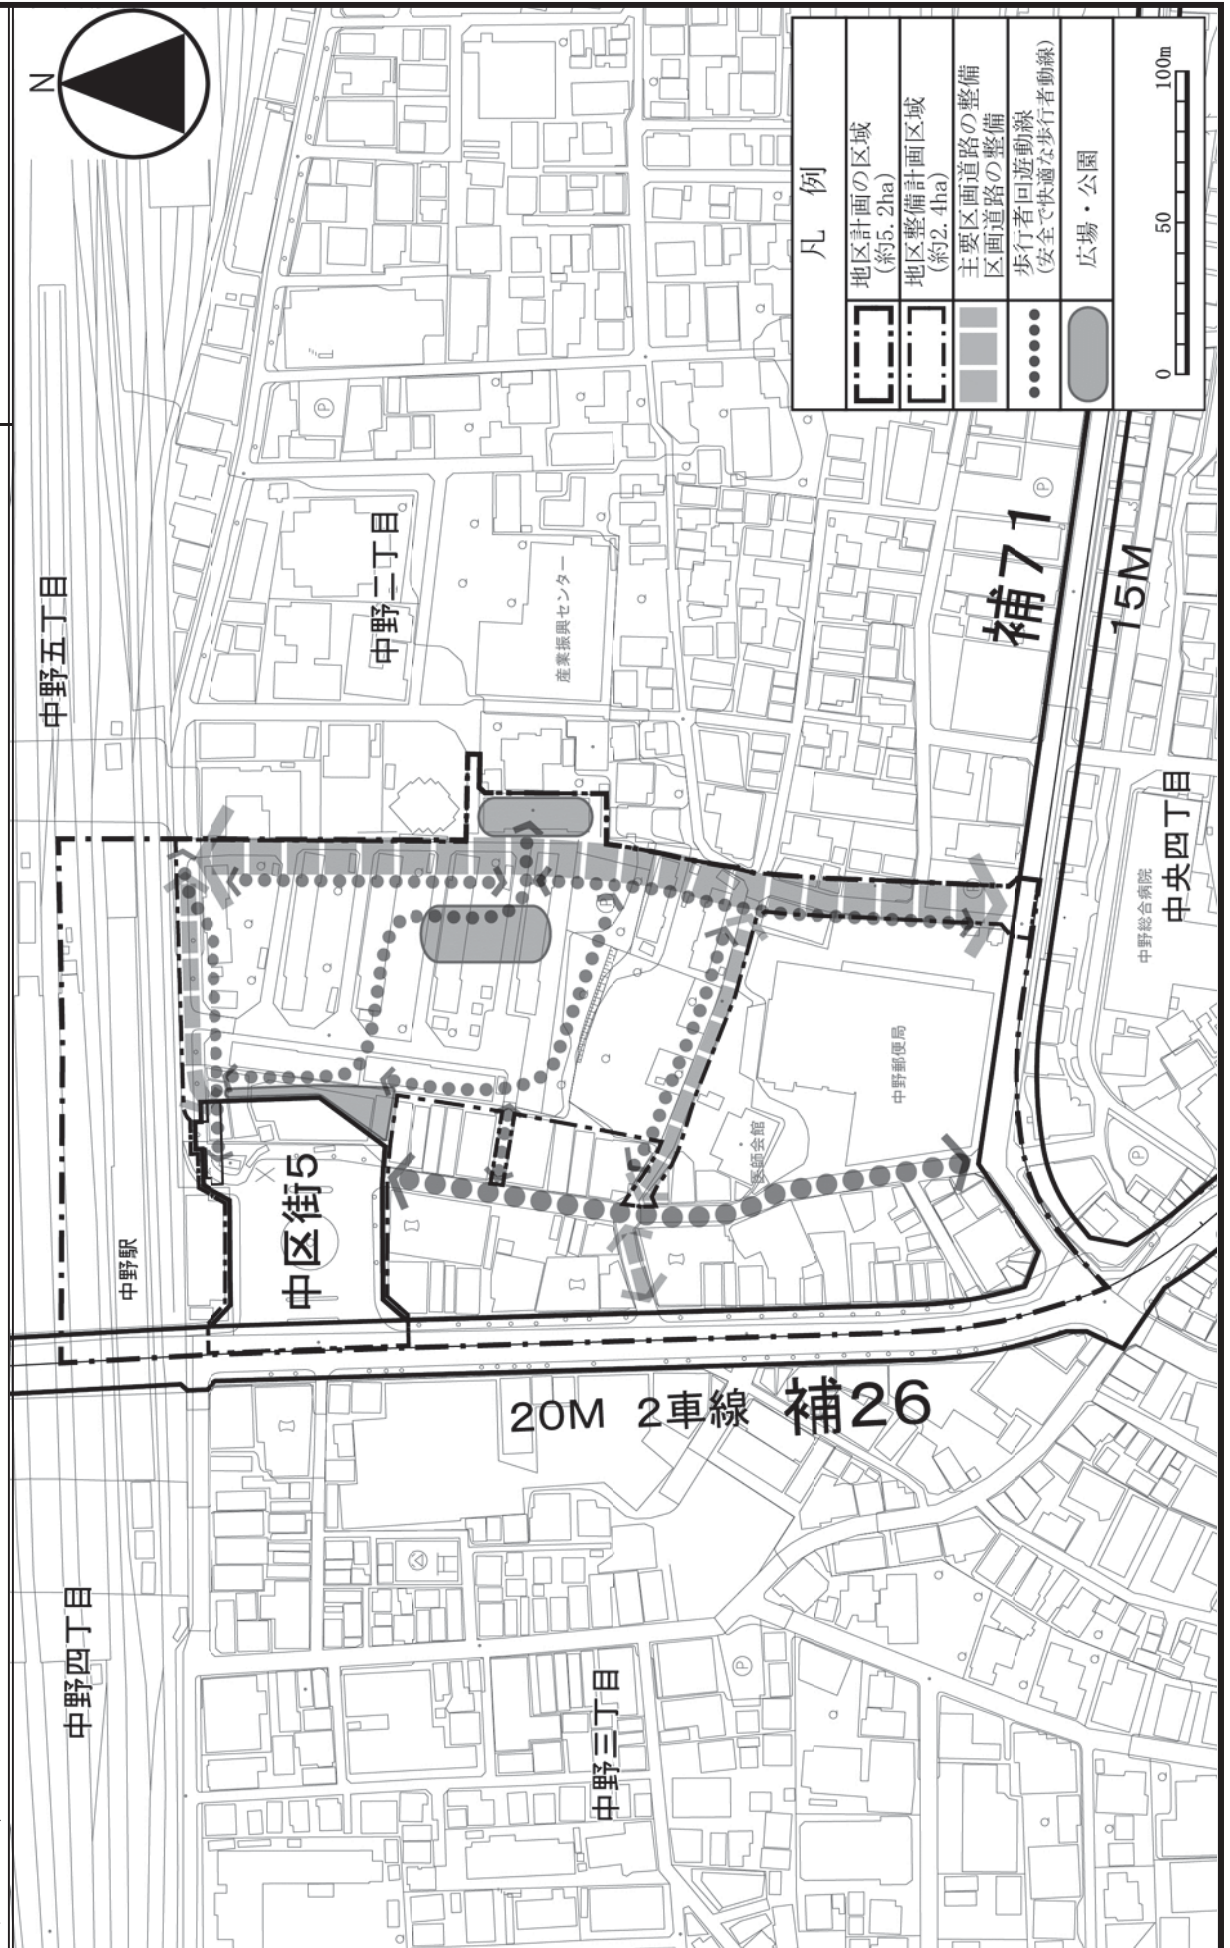 N
中野五丁目
中野二丁目
産業振興センター
中野駅
中区街5
医師会館
中野郵便局
中野総合病院
中央四丁目
補71
15M
20M 2車線 補26
中野四丁目
中野三丁目
P
P
P
P
P
凡 例
地区計画の区域
(約5.2ha)
地区整備計画区域
(約2.4ha)
主要区画道路の整備
区画道路の整備
歩行者回遊動線
(安全で快適な歩行者動線)
広場・公園
0 50 100m